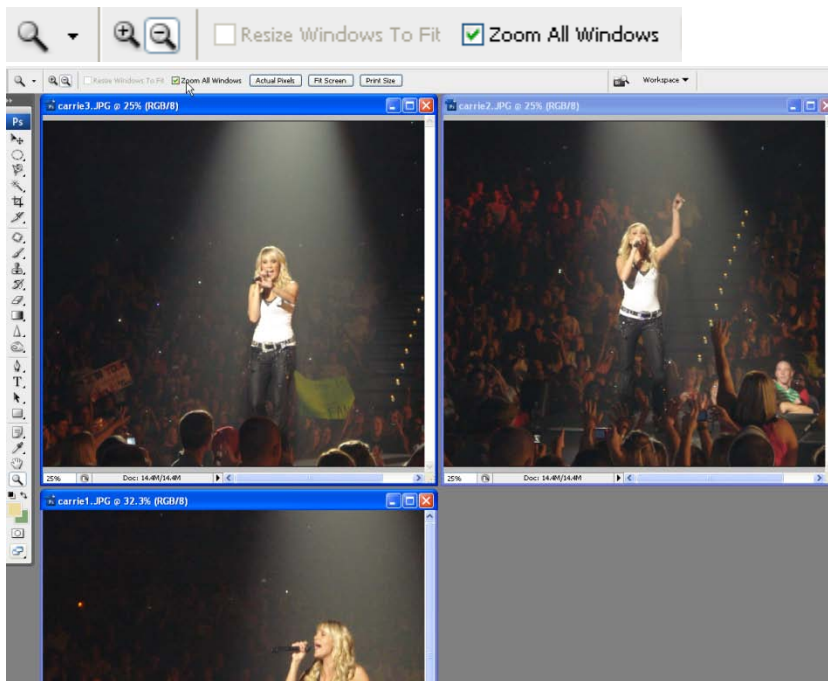 Resize Windows To Fit Zoom All Windows
Resize Windows To Fit Zoom All Windows Actual Pixels Fit Screen Print Size Workspace
carrie3.JPG @ 25% (RGB/8) carrie2.JPG @ 25% (RGB/8)
Ps
T
25% Doc: 14.4M/14.4M 25% Doc: 14.4M/14.4M
carrie1.JPG @ 32.3% (RGB/8)